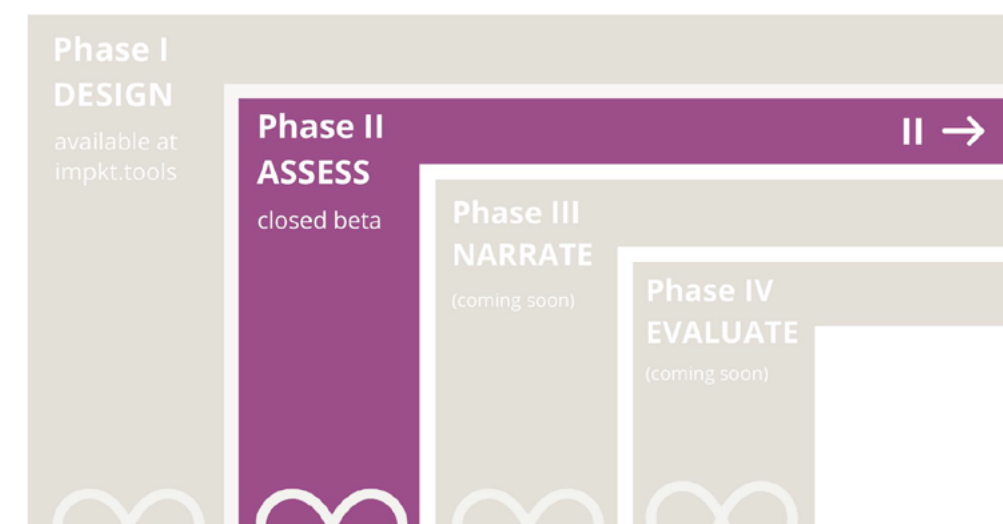 Phase I
DESIGN
available at
impkt.tools
Phase II
ASSESS
closed beta
II →
Phase III
NARRATE
(coming soon)
Phase IV
EVALUATE
(coming soon)